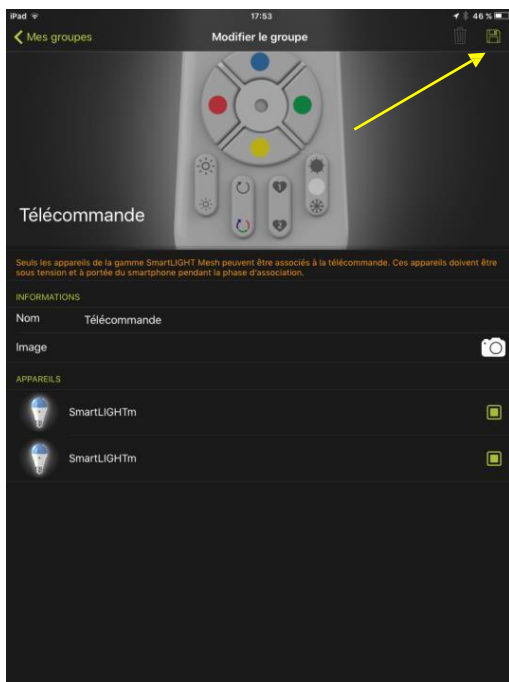 iPad 17:53 46 %
Mes groupes Modifier le groupe
1
2
Télécommande
Seuls les appareils de la gamme SmartLIGHT Mesh peuvent être associés à la télécommande. Ces appareils doivent être
sous tension et à portée du smartphone pendant la phase d'association.
INFORMATIONS
Nom Télécommande
Image
APPAREILS
SmartLIGHTm
SmartLIGHTm